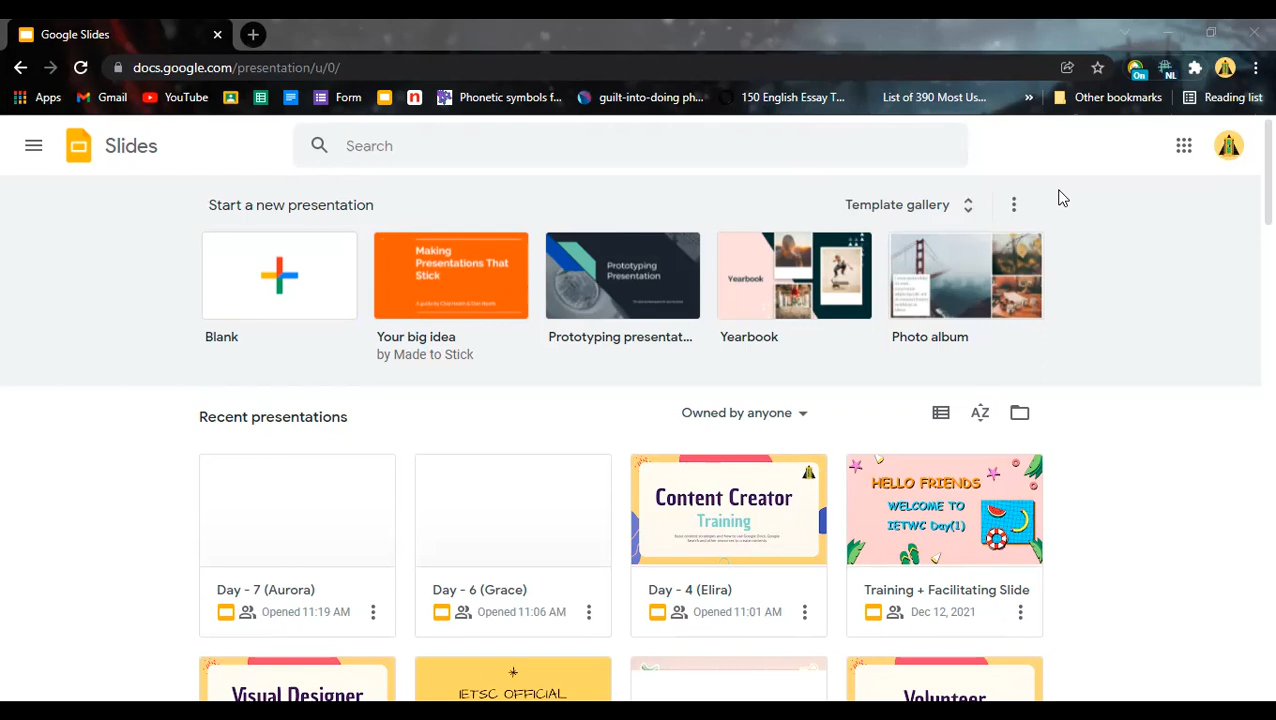 Google Slides
docs.google.com/presentation/u/0/
On
NL
Apps
Gmail
YouTube
Form
Phonetic symbols f...
guilt-into-doing ph...
150 English Essay T...
List of 390 Most Us...
»
Other bookmarks
Reading list
Slides
Search
Start a new presentation
Template gallery
Making
Presentations That
Stick
Prototyping
Presentation
Yearbook
Blank
Your big idea
by Made to Stick
Prototyping presentat...
Yearbook
Photo album
Recent presentations
Owned by anyone
AZ
Content Creator
Training
HELLO FRIENDS
WELCOME TO
IETWC Day(1)
Day - 7 (Aurora)
Opened 11:19 AM
Day - 6 (Grace)
Opened 11:06 AM
Day - 4 (Elira)
Opened 11:01 AM
Training + Facilitating Slide
Dec 12, 2021
Visual Designer
IETSC OFFICIAL
Volunteer